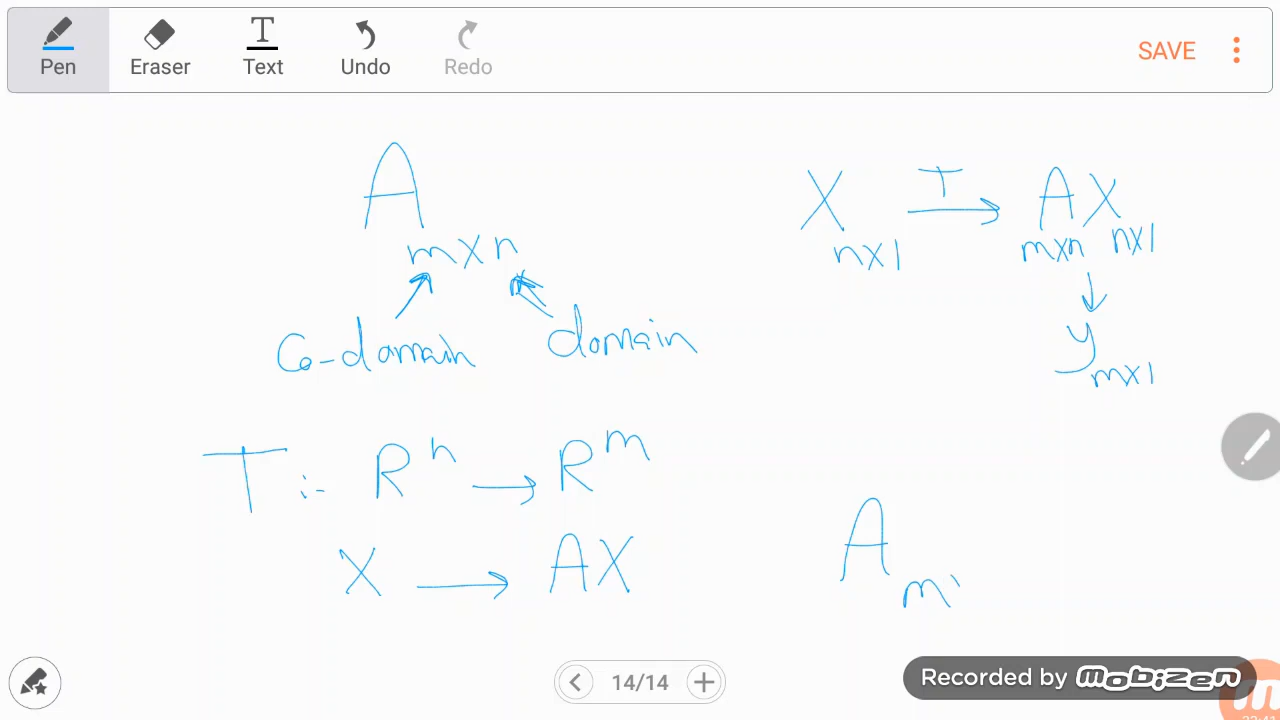 Pen Eraser Text Undo Redo SAVE
A m×n
Co-domain domain
X n×1 T→ AX m×n n×1
↓
y m×1
T :- R^n → R^m
X → AX
A m
14/14
Recorded by mobizen